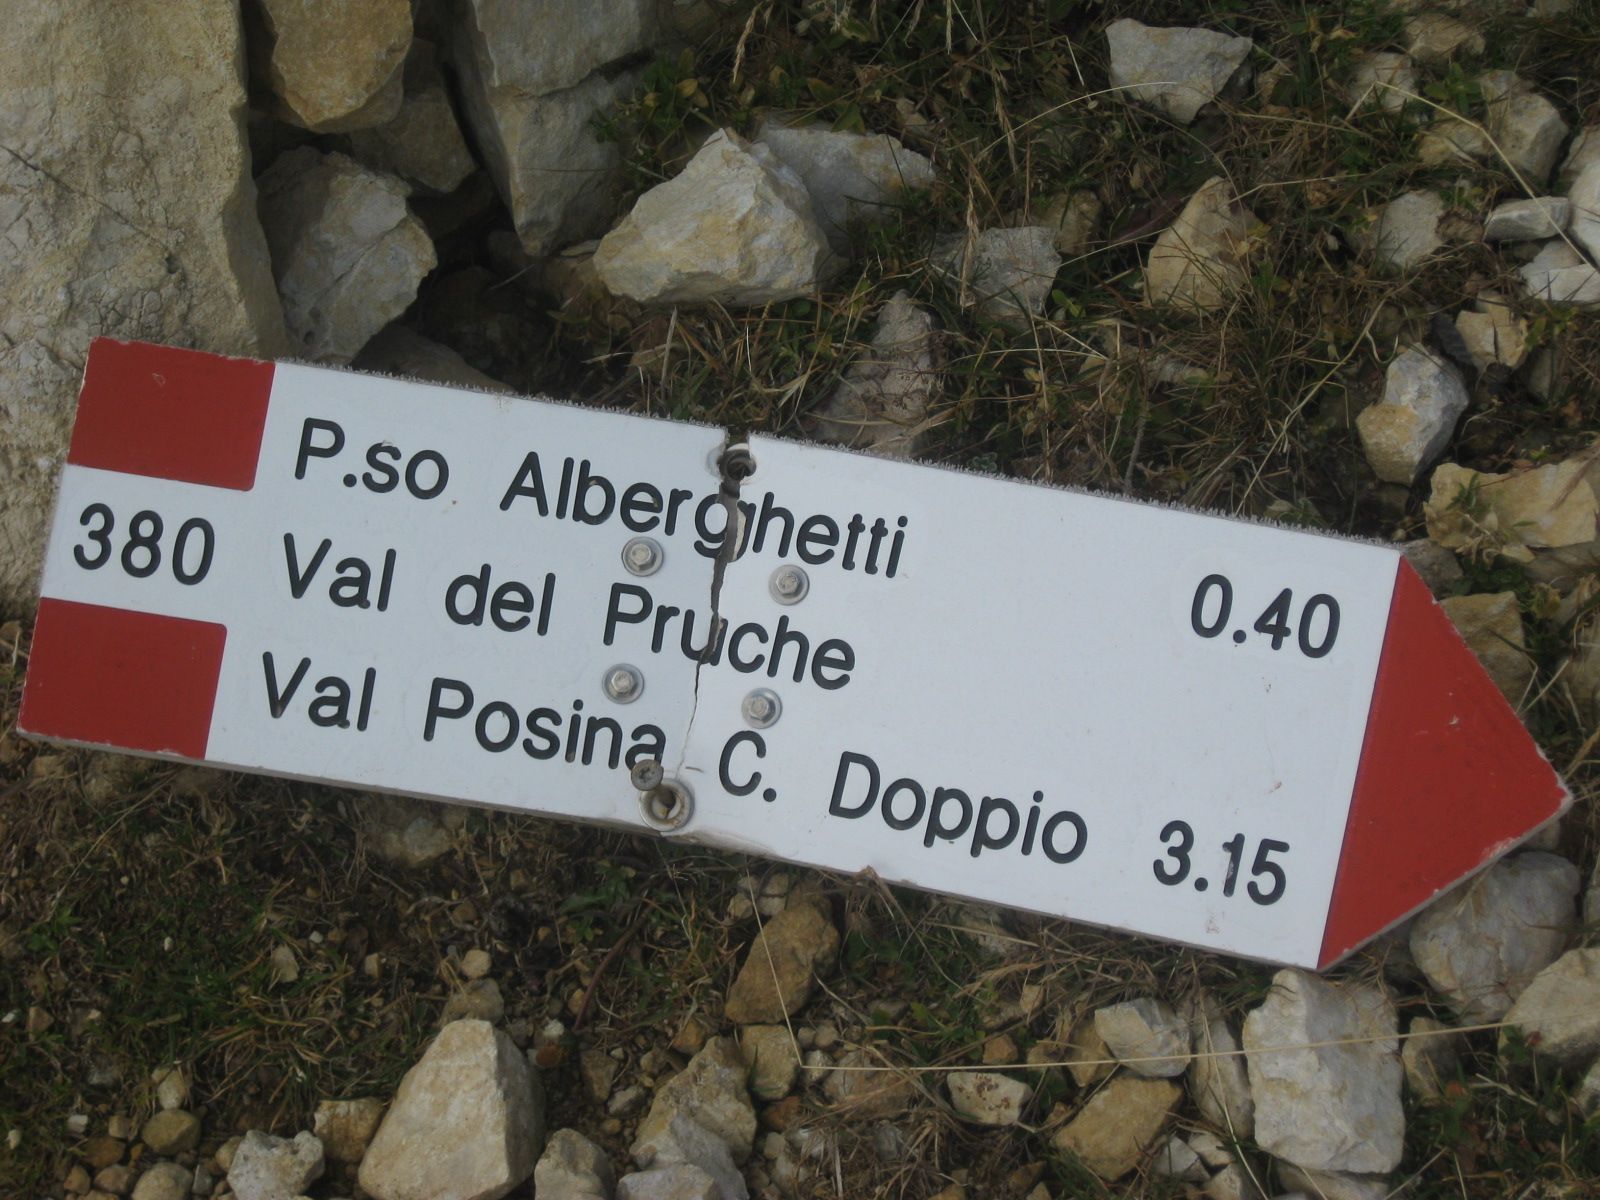 P.so Alberghetti 0.40
380 Val del Pruche
Val Posina C. Doppio 3.15